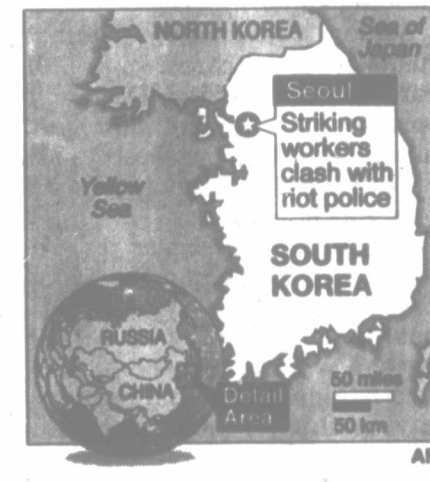 NORTH KOREA
Sea of
Japan
Seoul
Striking
workers
clash with
riot police
Yellow
Sea
SOUTH
KOREA
RUSSIA
CHINA
Detail
Area
50 miles
50 km